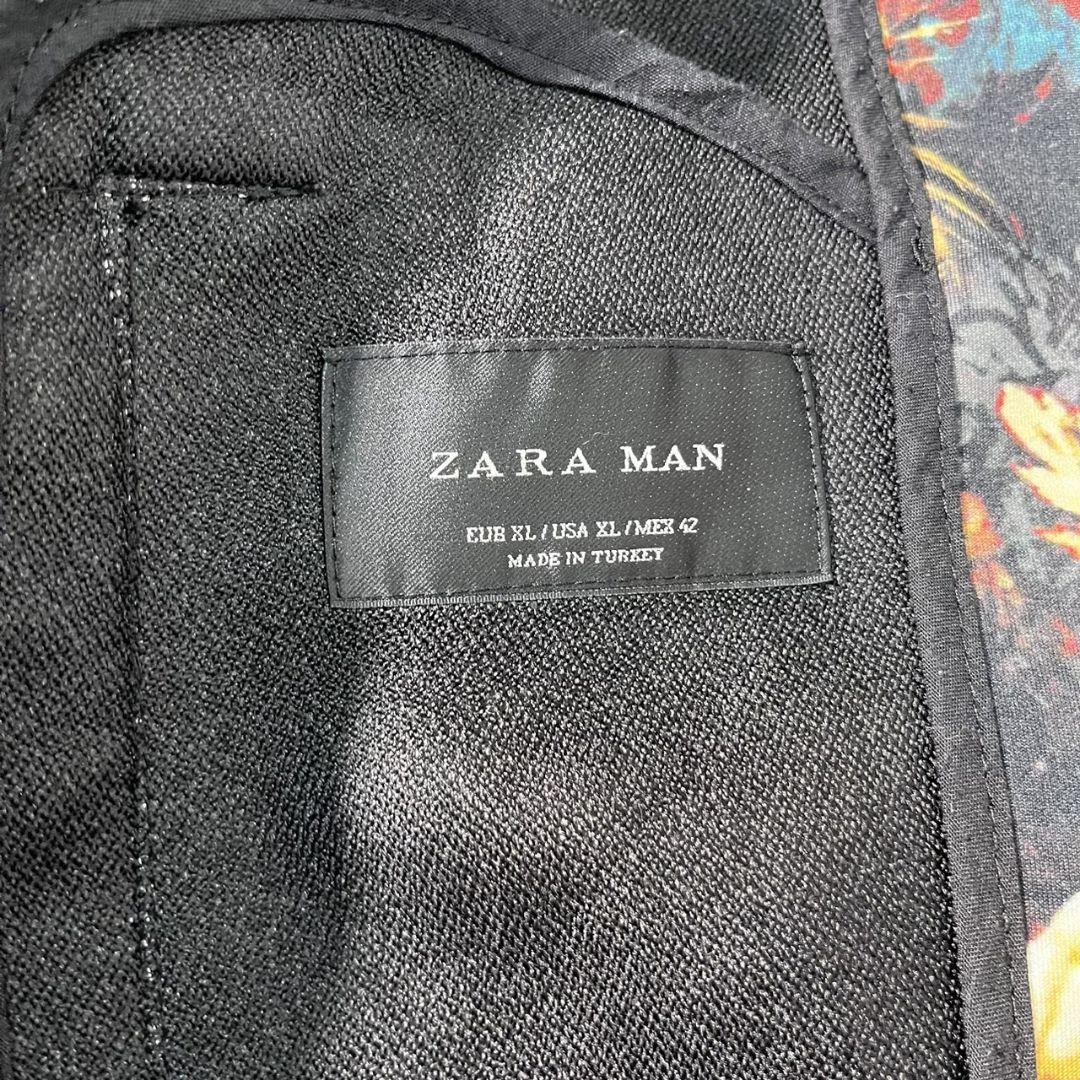 ZARA MAN
EUR XL / USA XL / MEX 42
MADE IN TURKEY